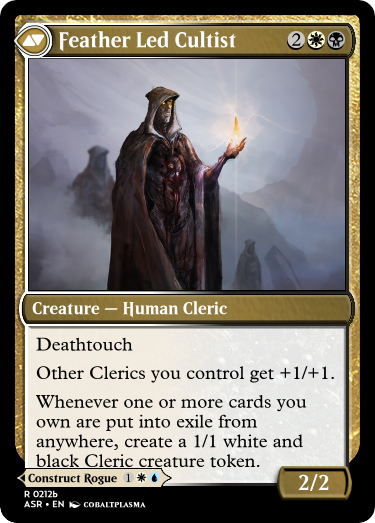 Feather Led Cultist 2
Creature — Human Cleric
Deathtouch
Other Clerics you control get +1/+1.
Whenever one or more cards you
own are put into exile from
anywhere, create a 1/1 white and
black Cleric creature token.
Construct Rogue 1
2/2
R 0212b
ASR • EN COBALTPLASMA